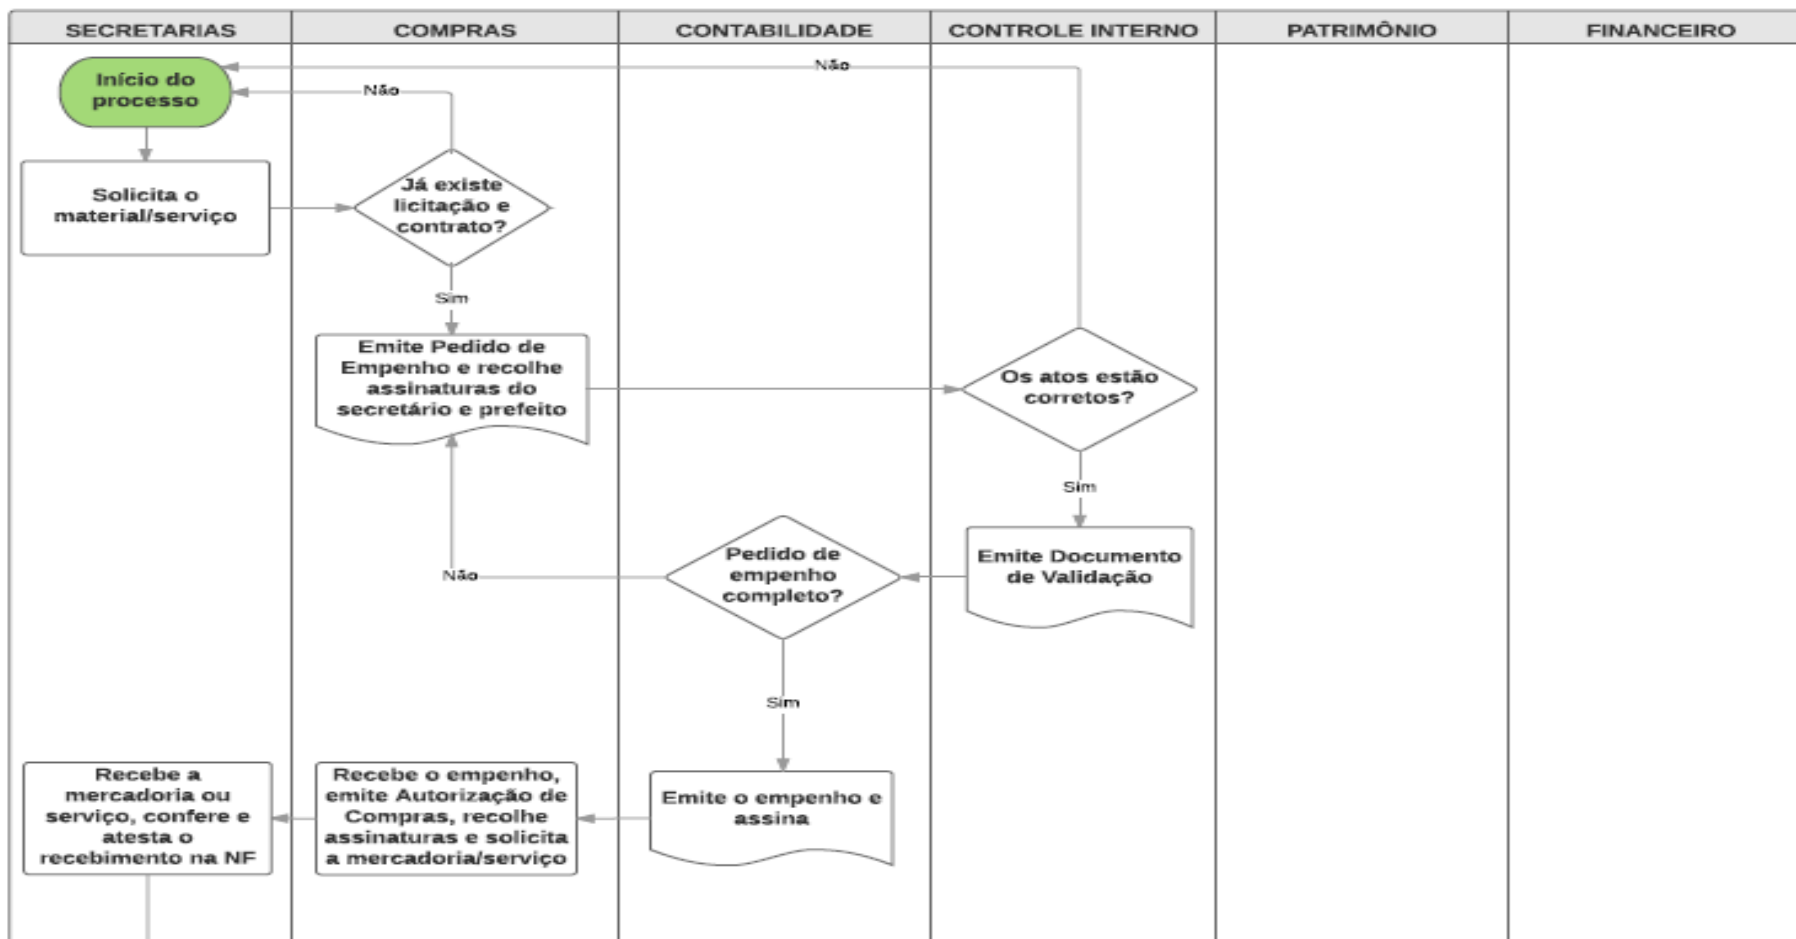 SECRETARIAS
COMPRAS
CONTABILIDADE
CONTROLE INTERNO
PATRIMÔNIO
FINANCEIRO
Início do
processo
Não
Não
Solicita o
material/serviço
Já existe
licitação e
contrato?
Sim
Emite Pedido de
Empenho e recolhe
assinaturas do
secretário e prefeito
Os atos estão
corretos?
Sim
Emite Documento
de Validação
Pedido de
empenho
completo?
Não
Sim
Emite o empenho e
assina
Recebe o empenho,
emite Autorização de
Compras, recolhe
assinaturas e solicita
a mercadoria/serviço
Recebe a
mercadoria ou
serviço, confere e
atesta o
recebimento na NF